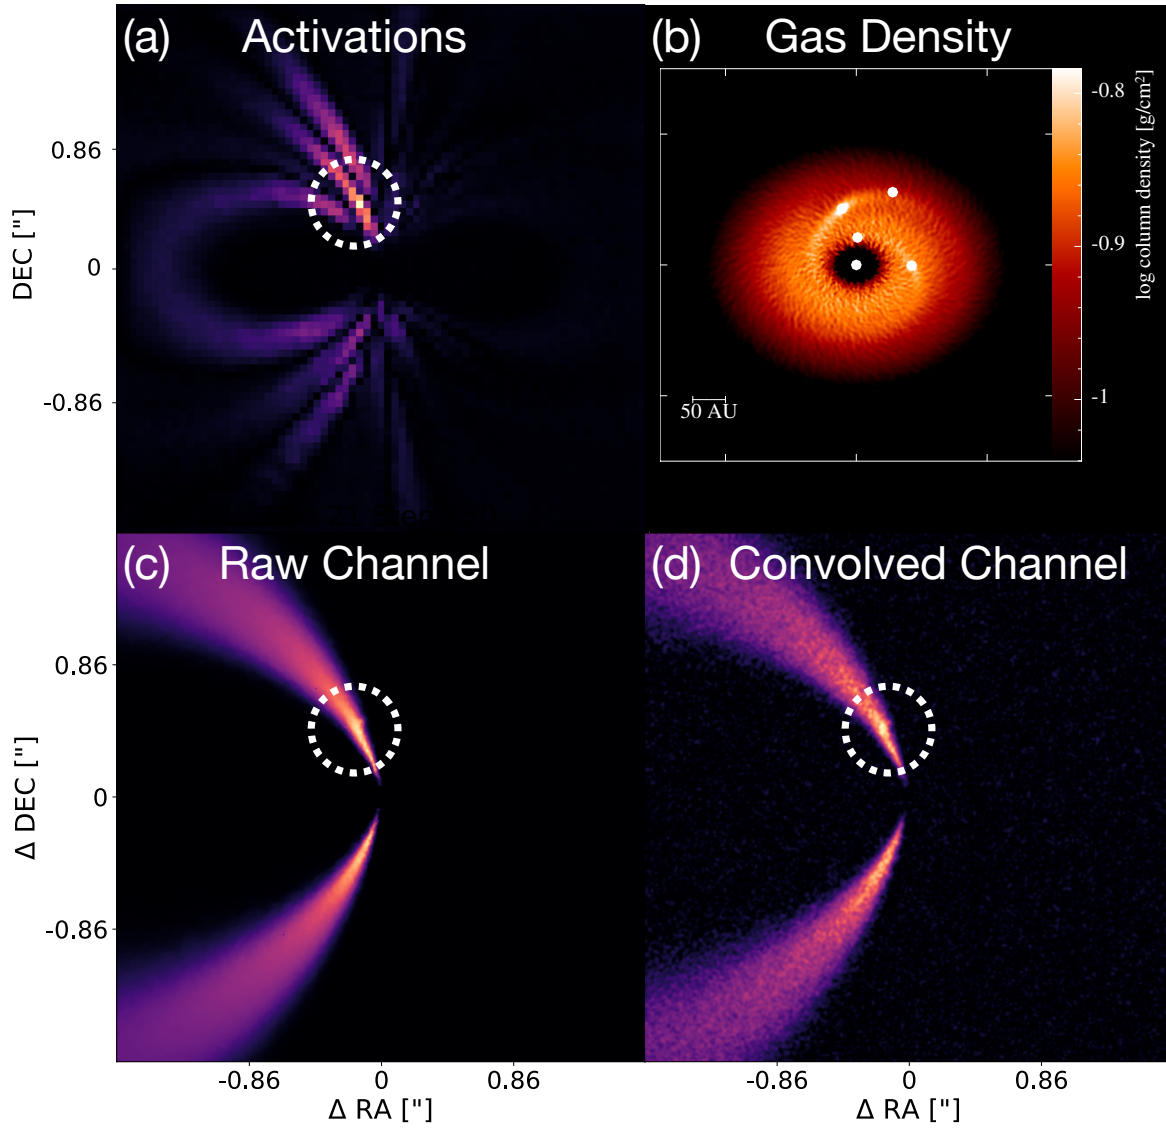 (a) Activations
(b) Gas Density
DEC ["]
0.86
0
-0.86
-0.8
-0.9
-1
log column density [g/cm²]
50 AU
(c) Raw Channel
(d) Convolved Channel
Δ DEC ["]
0.86
0
-0.86
-0.86 0 0.86
-0.86 0 0.86
Δ RA ["]
Δ RA ["]